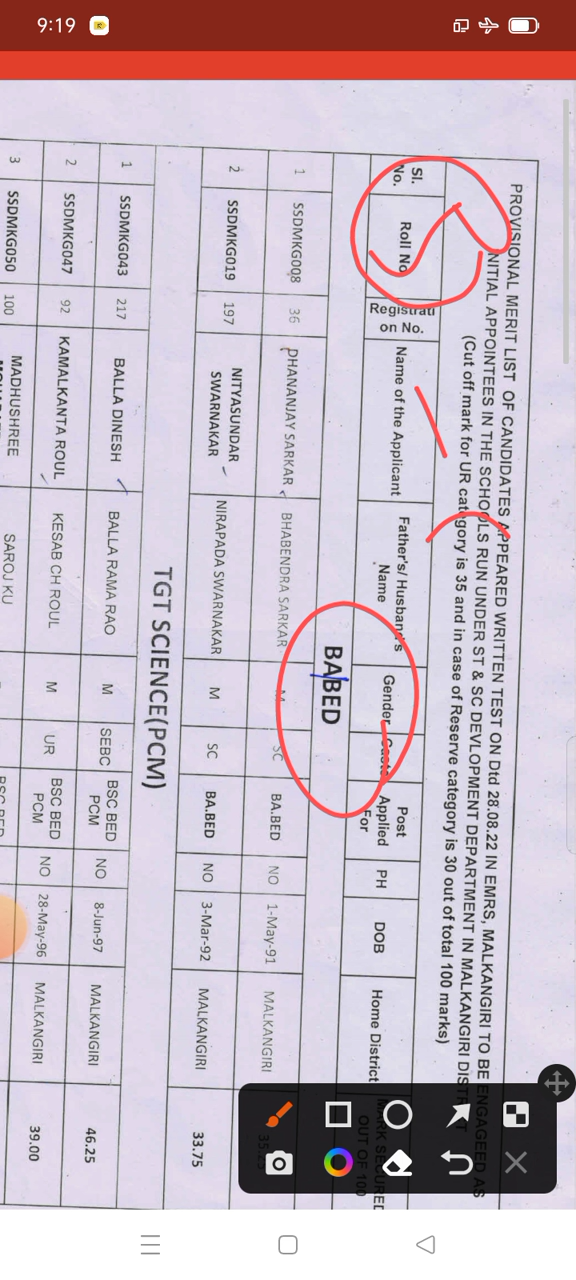 9:19
PROVISIONAL MERIT LIST OF CANDIDATES APPEARED WRITTEN TEST ON Dtd 28.08.22 IN EMRS, MALKANGIRI TO BE ENGAGEED AS
INITIAL APPOINTEES IN THE SCHOOLS RUN UNDER ST & SC DEVLOPMENT DEPARTMENT IN MALKANGIRI DISTRICT
(Cut off mark for UR category is 35 and in case of Reserve category is 30 out of total 100 marks)
Sl. No. Roll No Registrati on No. Name of the Applicant Father's/ Husband's Name Gender Caste Post Applied For PH DOB Home District MARK SECURED OUT OF 100
BA BED
1 SSDMKG008 36 DHANANJAY SARKAR BHABENDRA SARKAR M SC BA.BED NO 1-May-91 MALKANGIRI
2 SSDMKG019 197 NITYASUNDAR SWARNAKAR NIRAPADA SWARNAKAR M SC BA.BED NO 3-Mar-92 MALKANGIRI 33.75
TGT SCIENCE(PCM)
1 SSDMKG043 217 BALLA DINESH BALLA RAMA RAO M SEBC BSC BED PCM NO 8-Jun-97 MALKANGIRI 46.25
2 SSDMKG047 92 KAMALKANTA ROUL KESAB CH ROUL M UR BSC BED PCM NO 28-May-96 MALKANGIRI 39.00
3 SSDMKG050 100 MADHUSHREE SAROJ KU